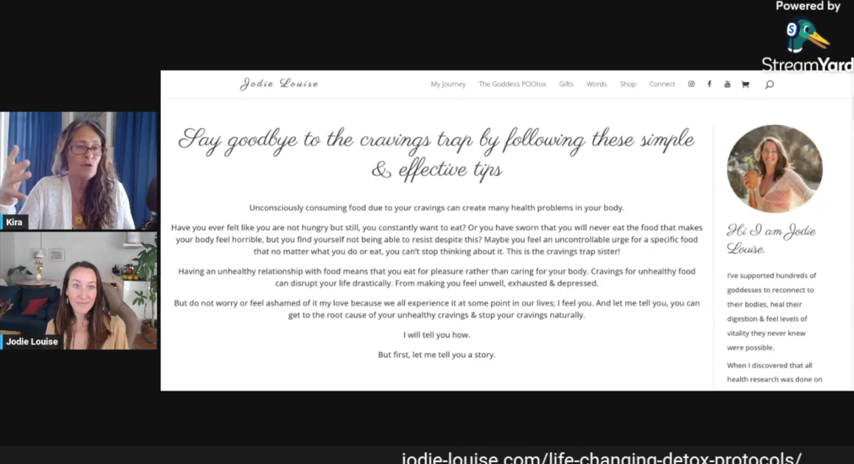 Powered by
StreamYard
Jodie Louise
My Journey The Goddess POOtox Gifts Words Shop Connect
Say goodbye to the cravings trap by following these simple
& effective tips
Unconsciously consuming food due to your cravings can create many health problems in your body.
Have you ever felt like you are not hungry but still, you constantly want to eat? Or you have sworn that you will never eat the food that makes
your body feel horrible, but you find yourself not being able to resist despite this? Maybe you feel an uncontrollable urge for a specific food
that no matter what you do or eat, you can't stop thinking about it. This is the cravings trap sister!
Having an unhealthy relationship with food means that you eat for pleasure rather than caring for your body. Cravings for unhealthy food
can disrupt your life drastically. From making you feel unwell, exhausted & depressed.
But do not worry or feel ashamed of it my love because we all experience it at some point in our lives; I feel you. And let me tell you, you can
get to the root cause of your unhealthy cravings & stop your cravings naturally.
I will tell you how.
But first, let me tell you a story.
Hi I am Jodie
Louise.
I've supported hundreds of
goddesses to reconnect to
their bodies, heal their
digestion & feel levels of
vitality they never knew
were possible.
When I discovered that all
health research was done on
Kira
Jodie Louise
jodie-louise.com/life-changing-detox-protocols/